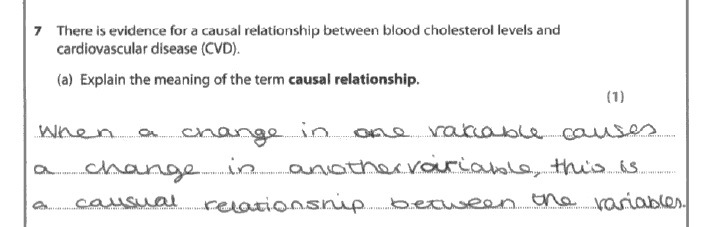 7 There is evidence for a causal relationship between blood cholesterol levels and
cardiovascular disease (CVD).
(a) Explain the meaning of the term causal relationship.
(1)
When a change in one variable causes
a change in another variable, this is
a causual relationship between the variables.